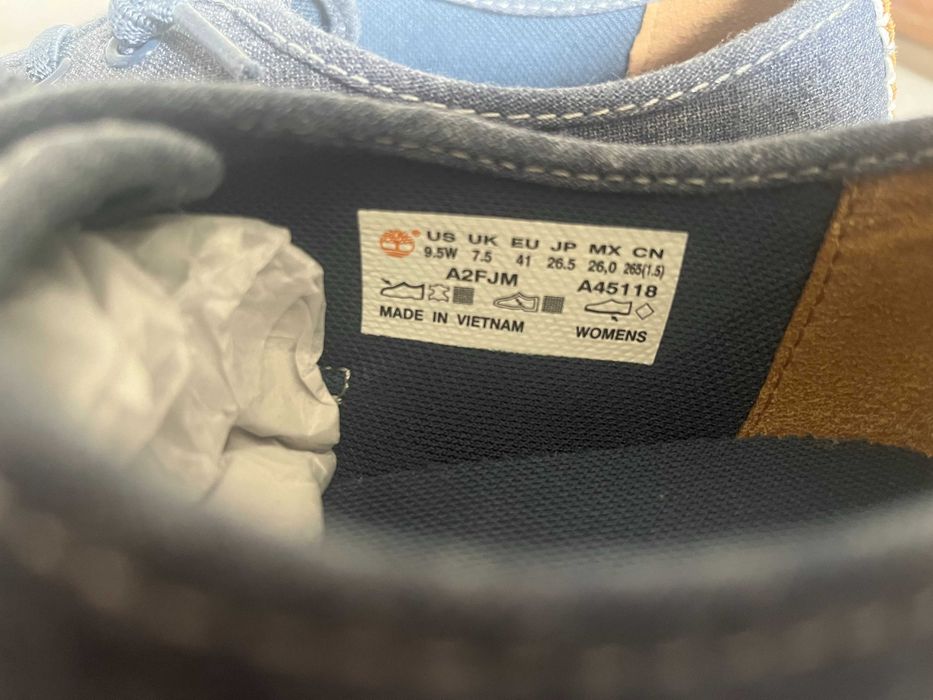 US UK EU JP MX CN
9.5W 7.5 41 26.5 26,0 265(1.5)
A2FJM A45118
MADE IN VIETNAM WOMENS